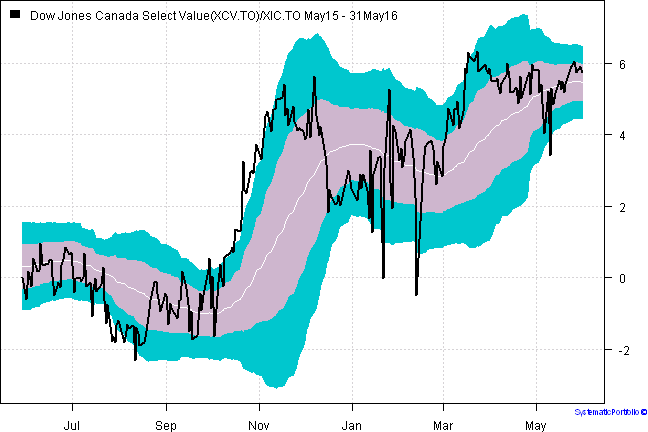 Dow Jones Canada Select Value(XCV.TO)/XIC.TO May15 - 31May16
6
4
2
0
-2
Jul Sep Nov Jan Mar May
SystematicPortfolio ©